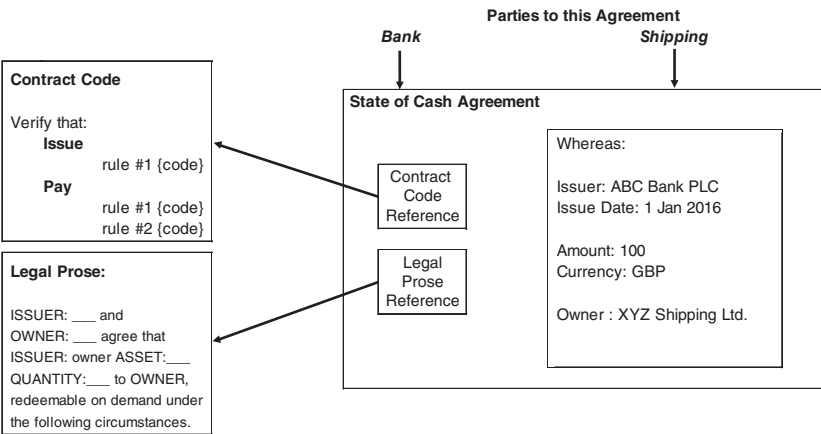 Parties to this Agreement
Bank
Shipping
Contract Code
Verify that:
Issue
rule #1 {code}
Pay
rule #1 {code}
rule #2 {code}
Legal Prose:
ISSUER: ___ and
OWNER: ___ agree that
ISSUER: owner ASSET:___
QUANTITY:___ to OWNER,
redeemable on demand under
the following circumstances.
State of Cash Agreement
Contract
Code
Reference
Legal
Prose
Reference
Whereas:
Issuer: ABC Bank PLC
Issue Date: 1 Jan 2016
Amount: 100
Currency: GBP
Owner : XYZ Shipping Ltd.